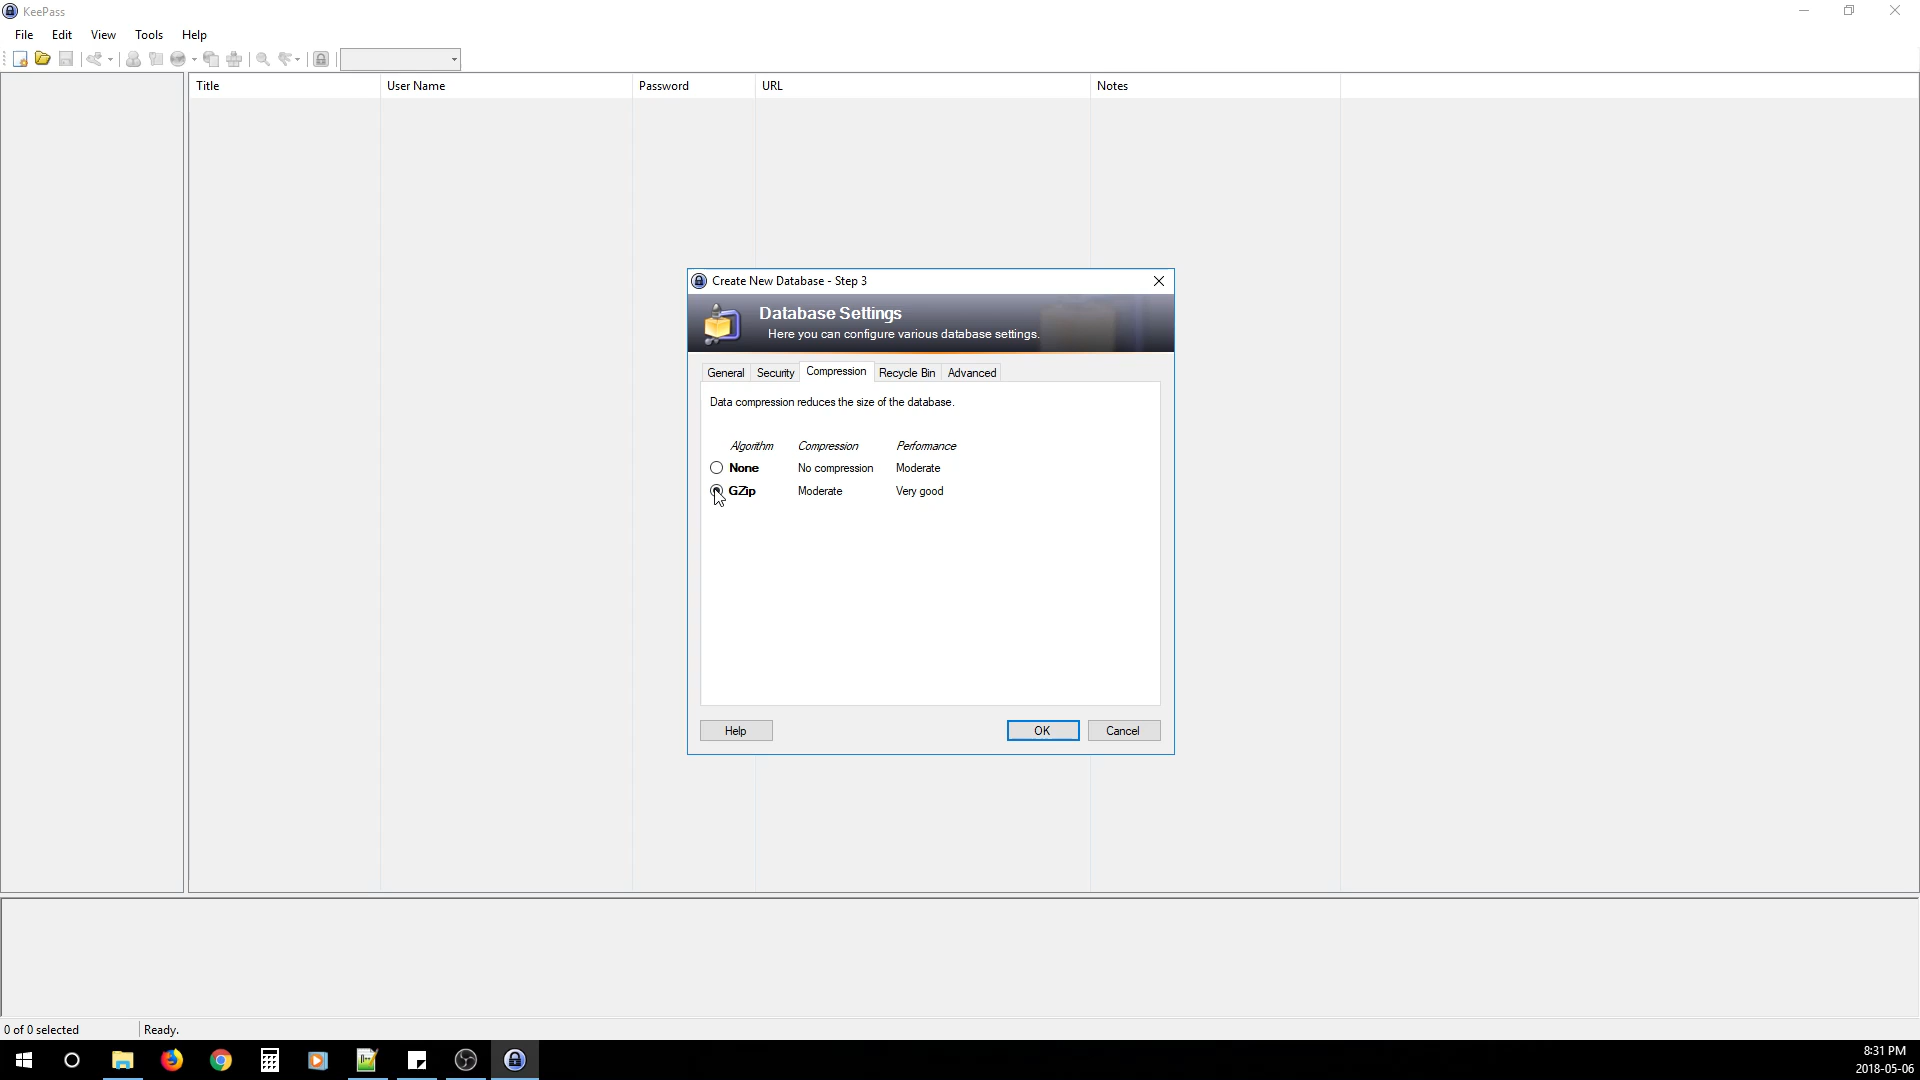 KeePass
File Edit View Tools Help
Title User Name Password URL Notes
Create New Database - Step 3
Database Settings
Here you can configure various database settings.
General Security Compression Recycle Bin Advanced
Data compression reduces the size of the database.
Algorithm Compression Performance
None No compression Moderate
GZip Moderate Very good
Help OK Cancel
0 of 0 selected Ready.
8:31 PM
2018-05-06